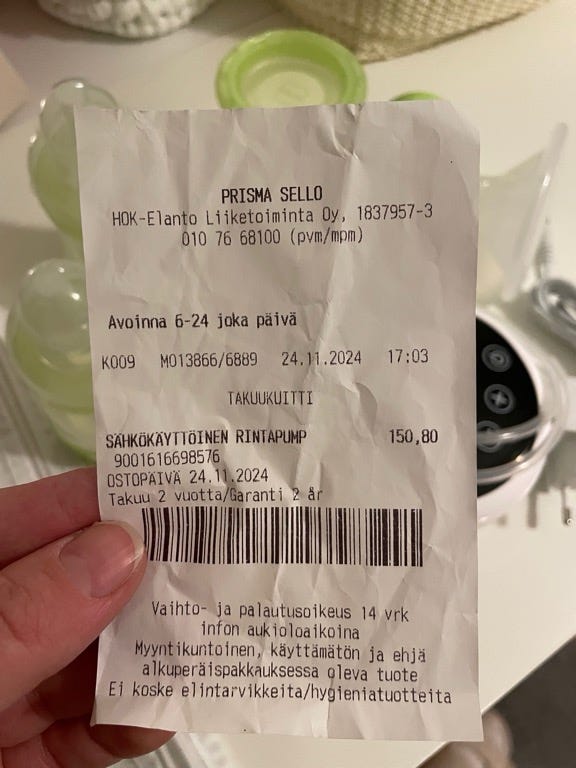 PRISMA SELLO
HOK-Elanto Liiketoiminta Oy, 1837957-3
010 76 68100 (pvm/mpm)
Avoinna 6-24 joka päivä
K009 M013866/6889 24.11.2024 17:03
TAKUUKUITTI
SÄHKÖKÄYTTÖINEN RINTAPUMP 150,80
9001616698576
OSTOPÄIVÄ 24.11.2024
Takuu 2 vuotta/Garanti 2 år
Vaihto- ja palautusoikeus 14 vrk
infon aukioloaikoina
Myyntikuntoinen, käyttämätön ja ehjä
alkuperäispakkauksessa oleva tuote
Ei koske elintarvikkeita/hygieniatuotteita